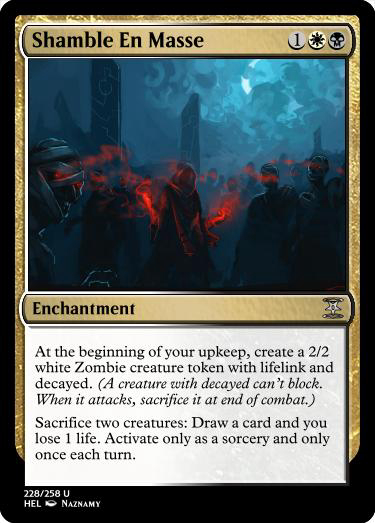 Shamble En Masse 1
Enchantment
At the beginning of your upkeep, create a 2/2
white Zombie creature token with lifelink and
decayed. (A creature with decayed can't block.
When it attacks, sacrifice it at end of combat.)
Sacrifice two creatures: Draw a card and you
lose 1 life. Activate only as a sorcery and only
once each turn.
228/258 U
HEL Naznamy